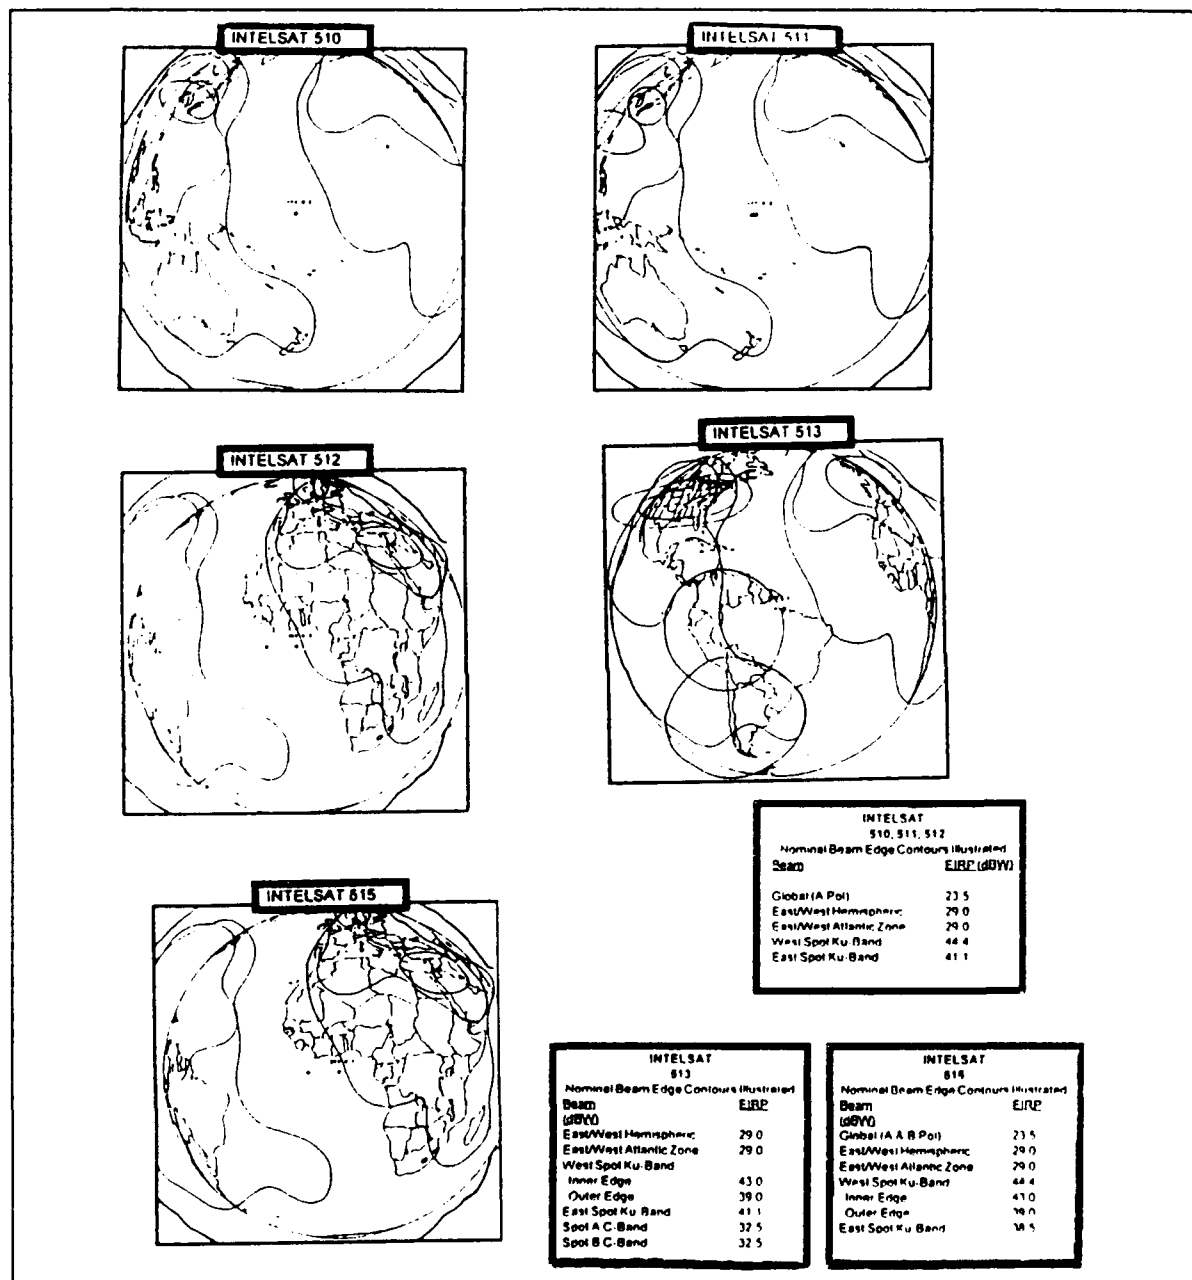 INTELSAT 510
INTELSAT 511
INTELSAT 512
INTELSAT 513
INTELSAT
510, 511, 512
Nominal Beam Edge Contours Illustrated
Beam EIRP (dBW)
Global (A Pol) 23.5
East/West Hemispheric 29.0
East/West Atlantic Zone 29.0
West Spot Ku-Band 44.4
East Spot Ku-Band 41.1
INTELSAT 515
INTELSAT
513
Nominal Beam Edge Contours Illustrated
Beam EIRP
(dBW)
East/West Hemispheric 29.0
East/West Atlantic Zone 29.0
West Spot Ku-Band
Inner Edge 43.0
Outer Edge 39.0
East Spot Ku-Band 41.1
Spot A C-Band 32.5
Spot B C-Band 32.5
INTELSAT
Nominal Beam Edge Contours Illustrated
Beam EIRP
(dBW)
Global (A & B Pol) 23.5
East/West Hemispheric 29.0
East/West Atlantic Zone 29.0
West Spot Ku-Band 44.4
Inner Edge 43.0
Outer Edge 39.0
East Spot Ku-Band 38.5